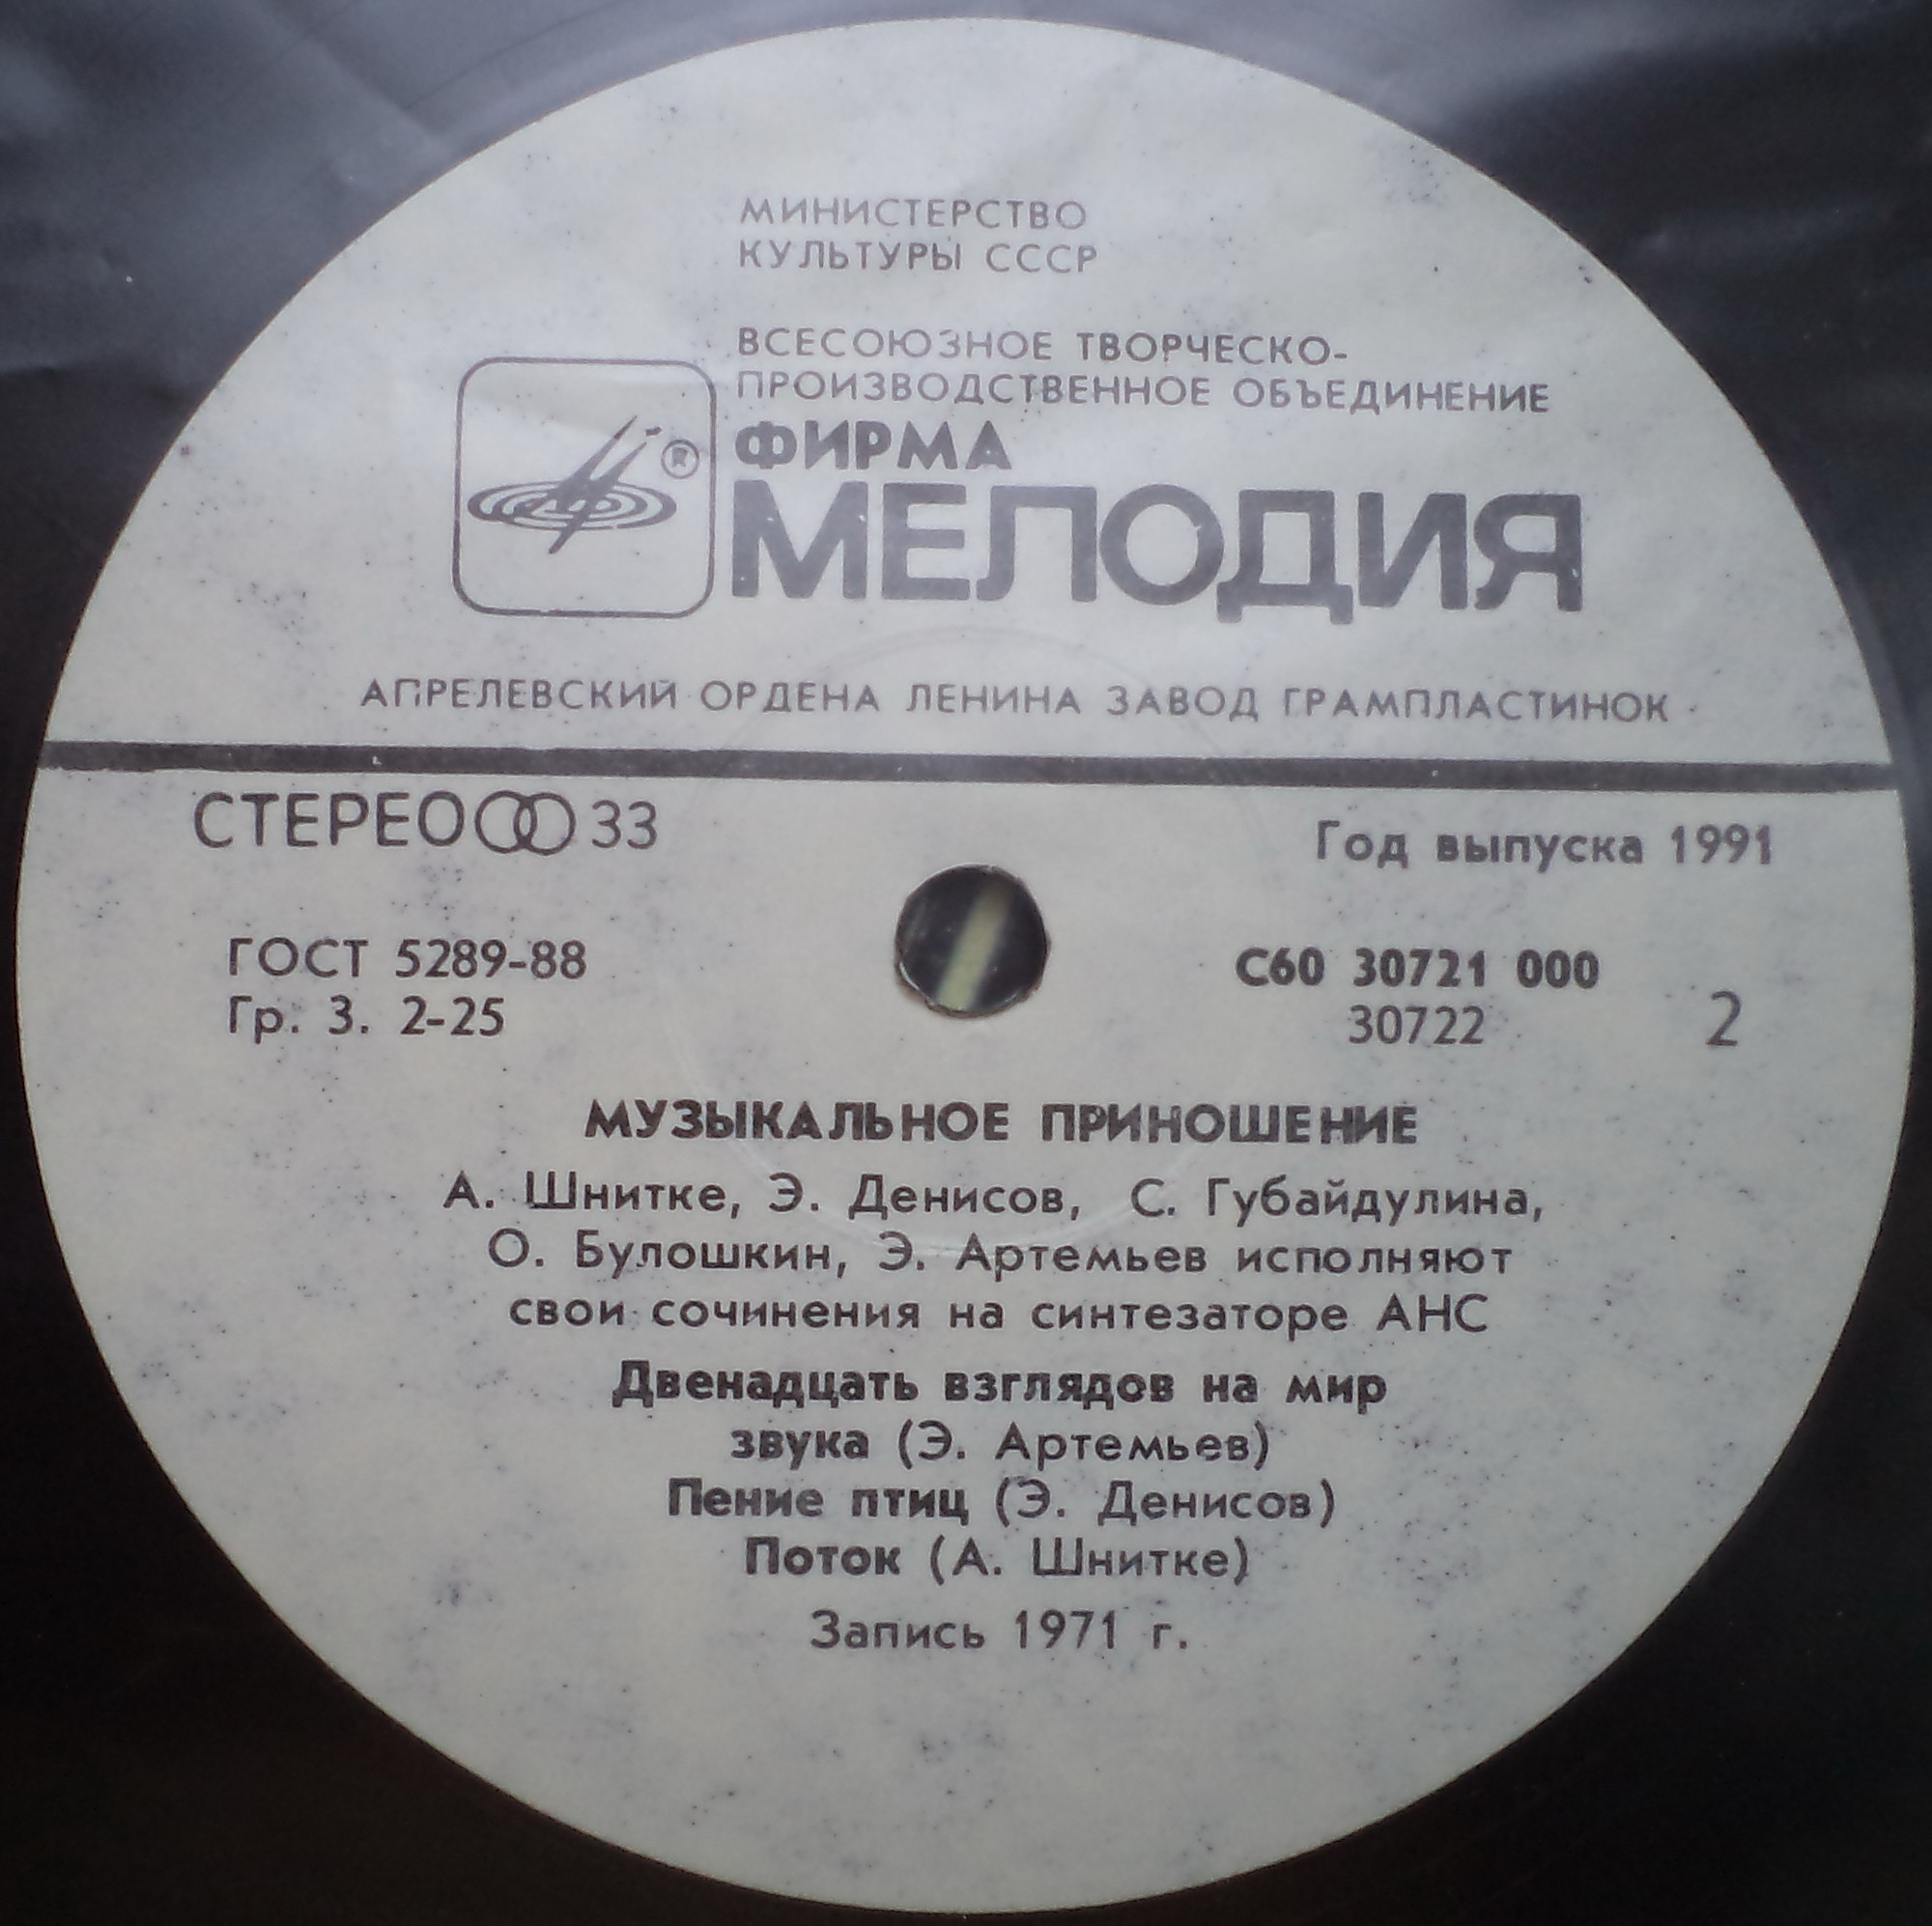 МИНИСТЕРСТВО
КУЛЬТУРЫ СССР
ВСЕСОЮЗНОЕ ТВОРЧЕСКО-
ПРОИЗВОДСТВЕННОЕ ОБЪЕДИНЕНИЕ
ФИРМА
®
МЕЛОДИЯ
АПРЕЛЕВСКИЙ ОРДЕНА ЛЕНИНА ЗАВОД ГРАМПЛАСТИНОК
СТЕРЕО 33
Год выпуска 1991
ГОСТ 5289-88
Гр. 3. 2-25
С60 30721 000
30722
2
МУЗЫКАЛЬНОЕ ПРИНОШЕНИЕ
А. Шнитке, Э. Денисов, С. Губайдулина,
О. Булошкин, Э. Артемьев исполняют
свои сочинения на синтезаторе АНС
Двенадцать взглядов на мир
звука (Э. Артемьев)
Пение птиц (Э. Денисов)
Поток (А. Шнитке)
Запись 1971 г.